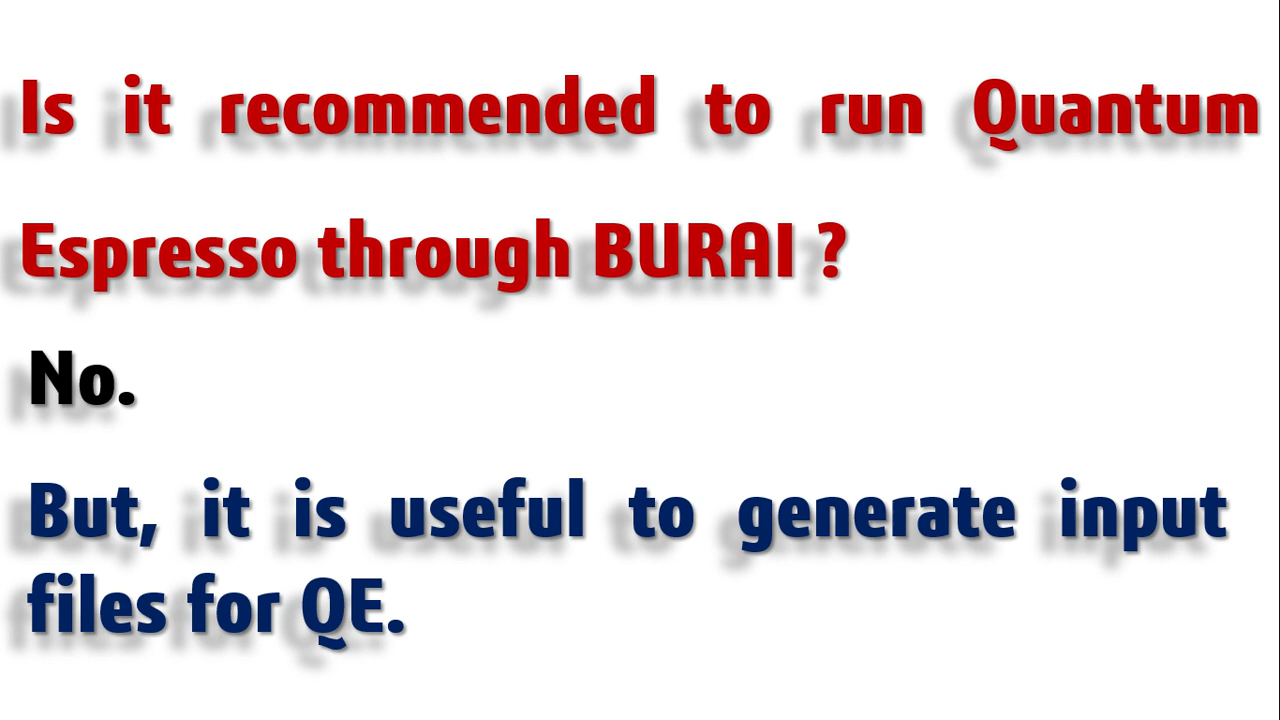 Is it recommended to run Quantum
Espresso through BURAI ?
No.
But, it is useful to generate input
files for QE.